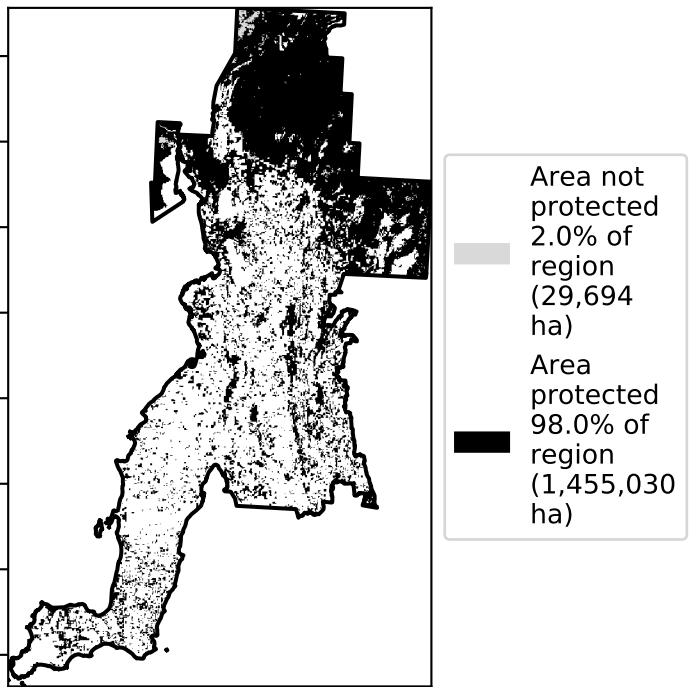 Area not
protected
2.0% of
region
(29,694
ha)
Area
protected
98.0% of
region
(1,455,030
ha)